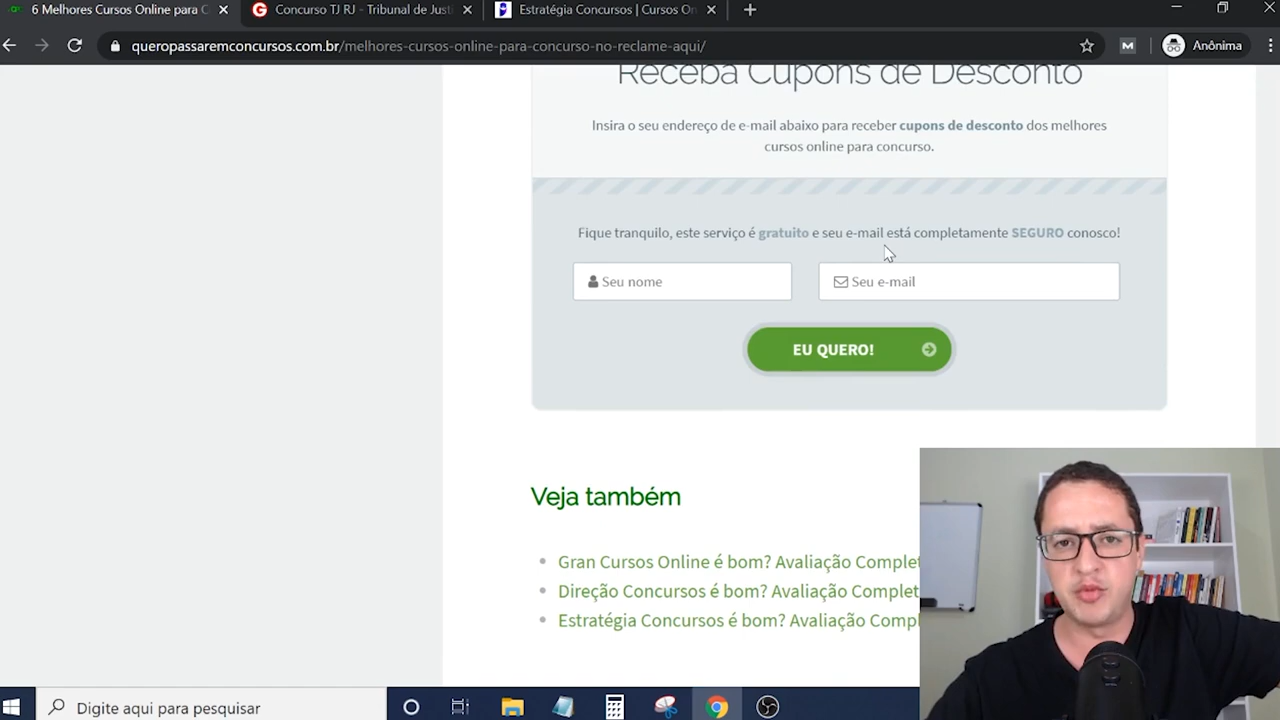 6 Melhores Cursos Online para C
Concurso TJ RJ - Tribunal de Just
Estratégia Concursos | Cursos On
queropassaremconcursos.com.br/melhores-cursos-online-para-concurso-no-reclame-aqui/
Anônima
Receba Cupons de Desconto
Insira o seu endereço de e-mail abaixo para receber cupons de desconto dos melhores
cursos online para concurso.
Fique tranquilo, este serviço é gratuito e seu e-mail está completamente SEGURO conosco!
Seu nome
Seu e-mail
EU QUERO!
Veja também
Gran Cursos Online é bom? Avaliação Complet
Direção Concursos é bom? Avaliação Complet
Estratégia Concursos é bom? Avaliação Compl
Digite aqui para pesquisar